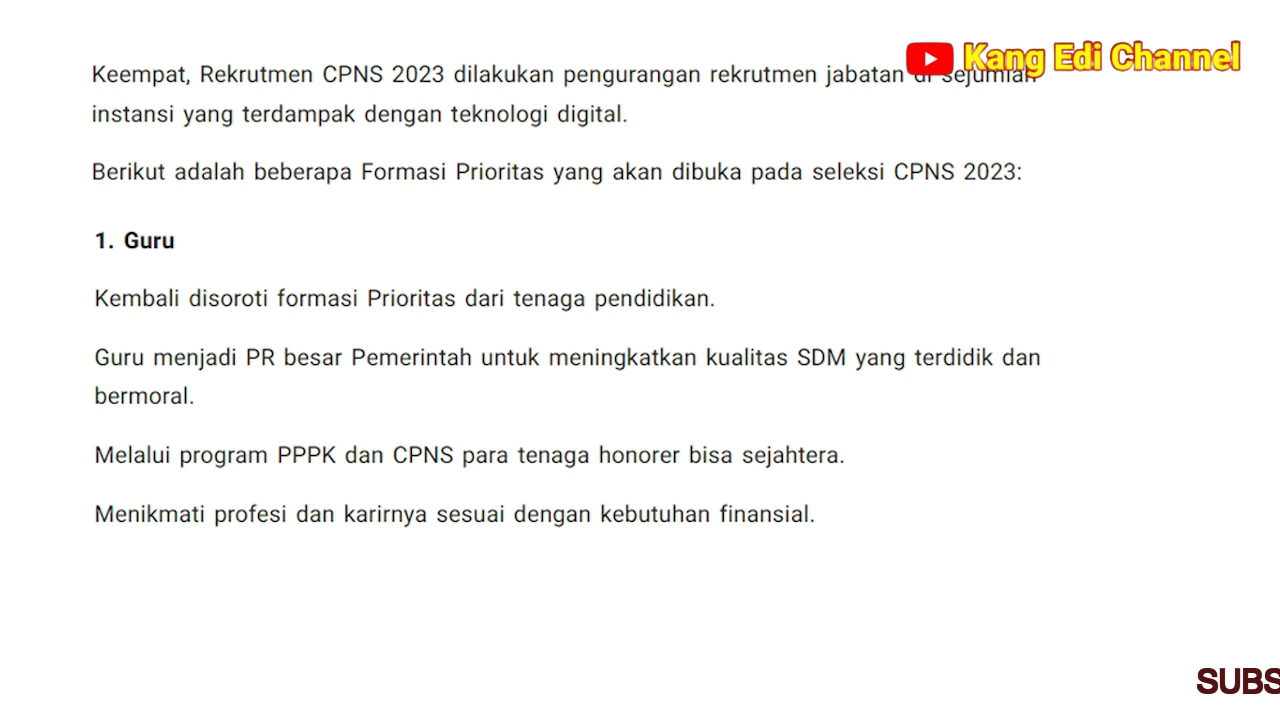 Kang Edi Channel
Keempat, Rekrutmen CPNS 2023 dilakukan pengurangan rekrutmen jabatan di sejumlah
instansi yang terdampak dengan teknologi digital.
Berikut adalah beberapa Formasi Prioritas yang akan dibuka pada seleksi CPNS 2023:
1. Guru
Kembali disoroti formasi Prioritas dari tenaga pendidikan.
Guru menjadi PR besar Pemerintah untuk meningkatkan kualitas SDM yang terdidik dan
bermoral.
Melalui program PPPK dan CPNS para tenaga honorer bisa sejahtera.
Menikmati profesi dan karirnya sesuai dengan kebutuhan finansial.
SUBS